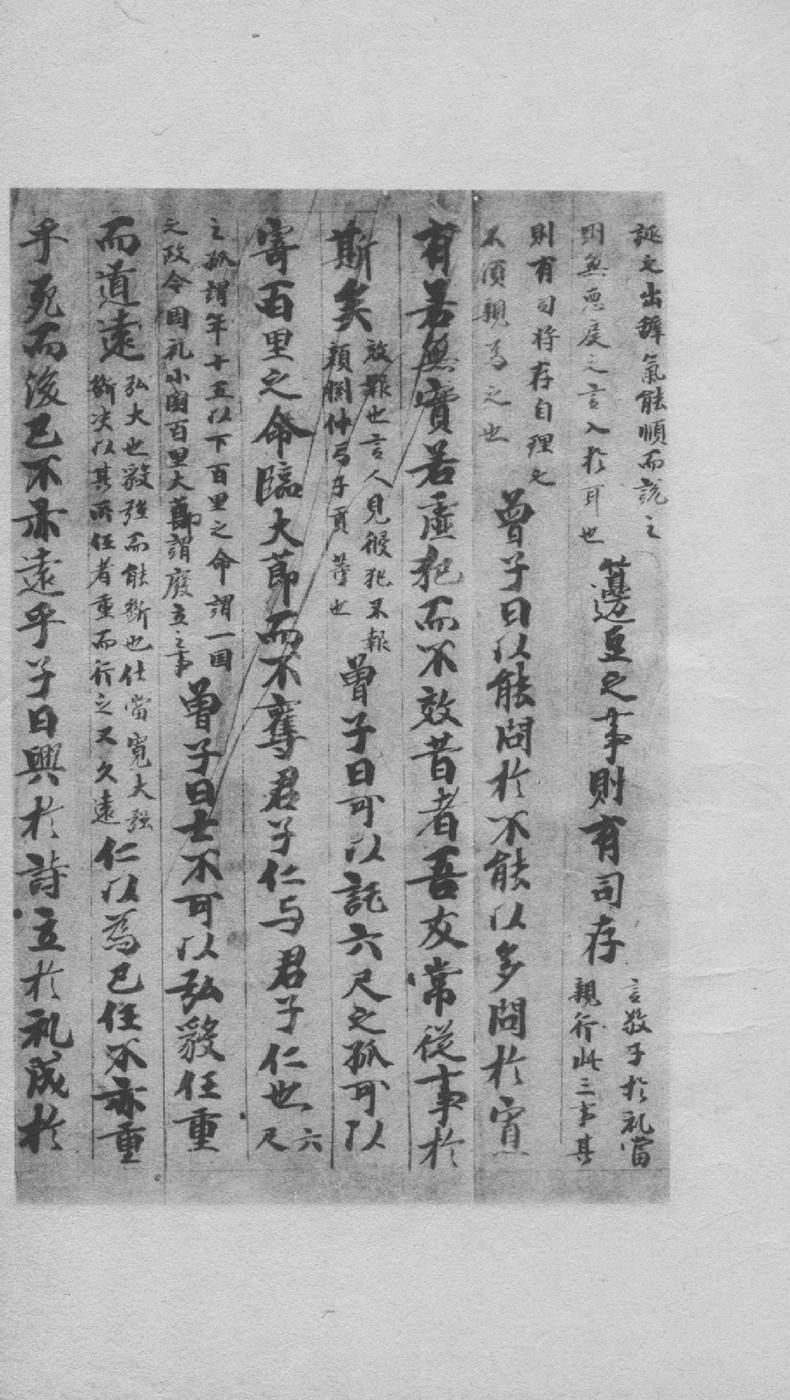 誕之出辤氣能順而說之
則無惡戾之言入於耳也
籩豆之事則有司存
言敬子於礼當
親行此三事其
則有司將存自理之
不須親為之也
曾子曰以能問於不能以多問於寡
有若無實若虛犯而不效昔者吾友常從事於
斯矣
效報也言人見侵犯不報
顏淵仲弓子貢等也
曾子曰可以託六尺之孤可以
寄百里之命臨大節而不奪君子仁与君子仁也
六
尺
之孤謂年十五以下百里之命謂一國
之政令國礼小國百里大節謂廢立之事
曾子曰士不可以弘毅任重
而道遠
弘大也毅強而能斷也仕當寬大強
斷決以其所任者重而行之又久遠
仁以為己任不亦重
乎死而後已不亦遠乎子曰興於詩立於礼成於